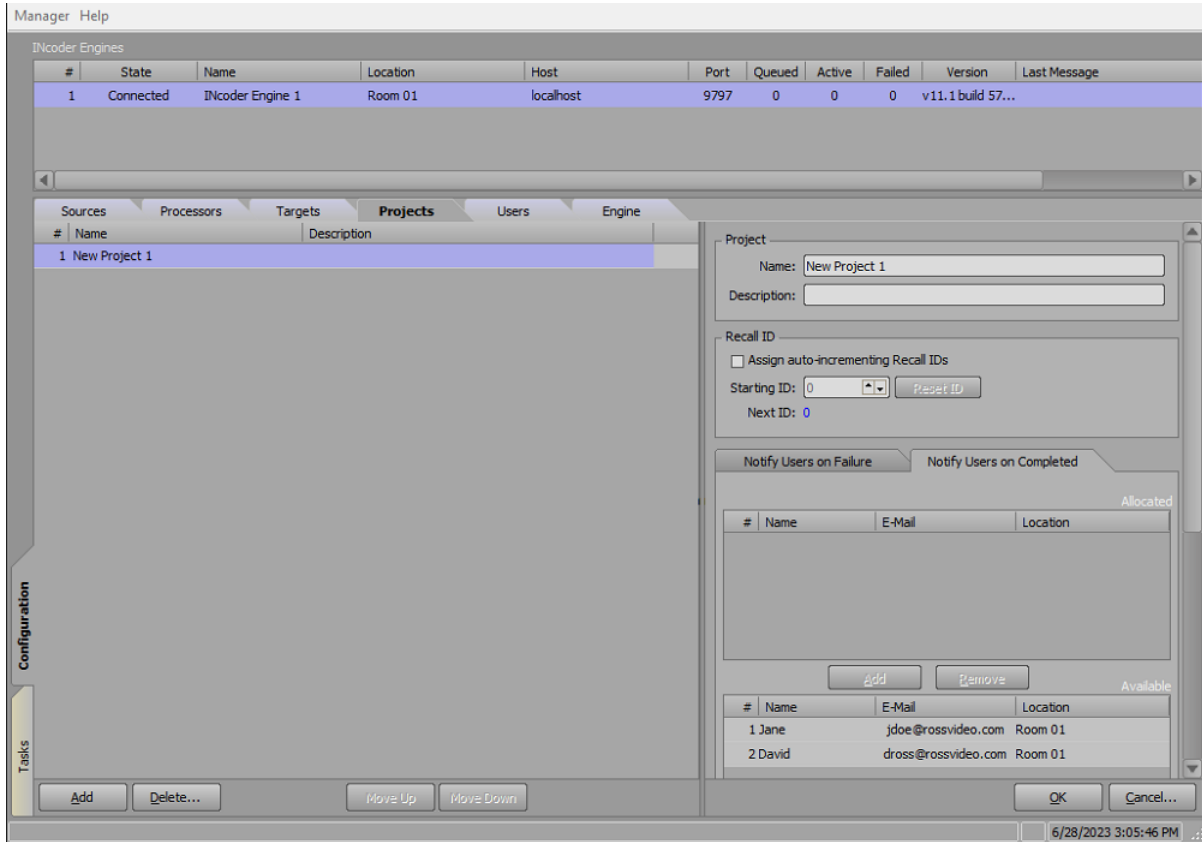 Manager Help
INcoder Engines
# State Name Location Host Port Queued Active Failed Version Last Message
1 Connected INcoder Engine 1 Room 01 localhost 9797 0 0 0 v11.1 build 57...
Sources Processors Targets Projects Users Engine
# Name Description
1 New Project 1
Project
Name: New Project 1
Description:
Recall ID
Assign auto-incrementing Recall IDs
Starting ID: 0 Reset ID
Next ID: 0
Notify Users on Failure Notify Users on Completed
Allocated
# Name E-Mail Location
Add Remove
Available
# Name E-Mail Location
1 Jane jdoe@rossvideo.com Room 01
2 David dross@rossvideo.com Room 01
Configuration
Tasks
Add Delete... Move Up Move Down OK Cancel...
6/28/2023 3:05:46 PM